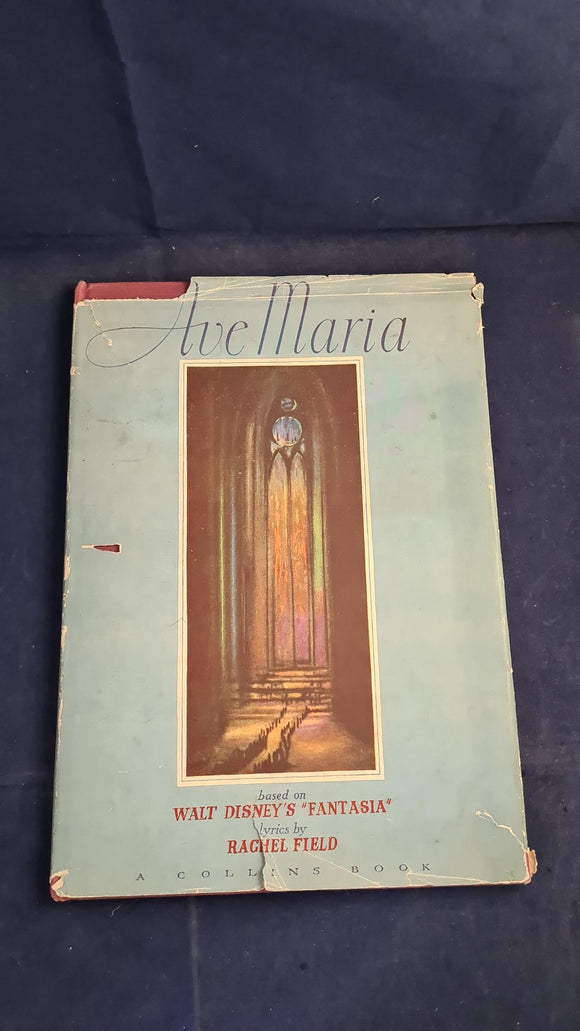 Ave Maria
based on
WALT DISNEY'S "FANTASIA"
lyrics by
RACHEL FIELD
A COLLINS BOOK